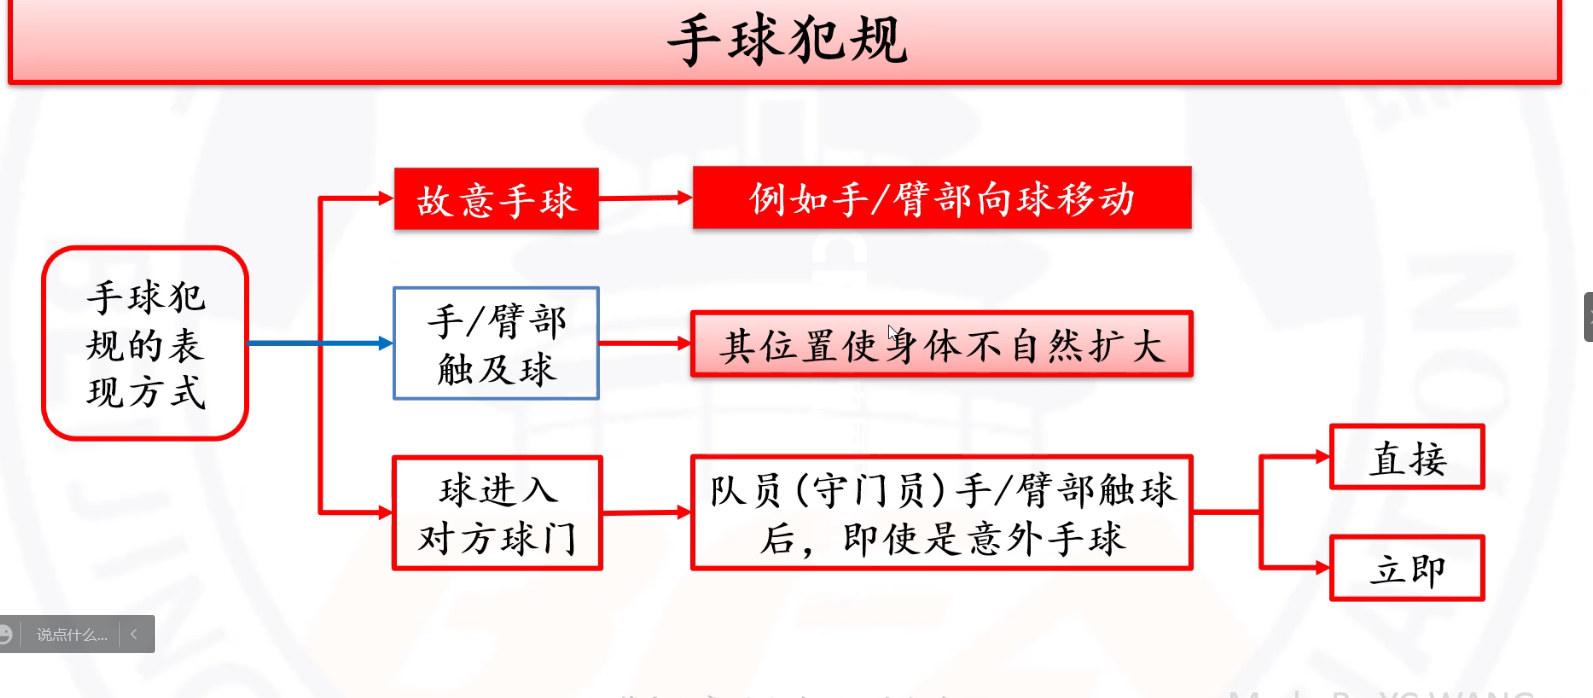 手球犯规
故意手球
例如手/臂部向球移动
手球犯
规的表
现方式
手/臂部
触及球
其位置使身体不自然扩大
球进入
对方球门
队员(守门员)手/臂部触球
后，即使是意外手球
直接
立即
说点什么...